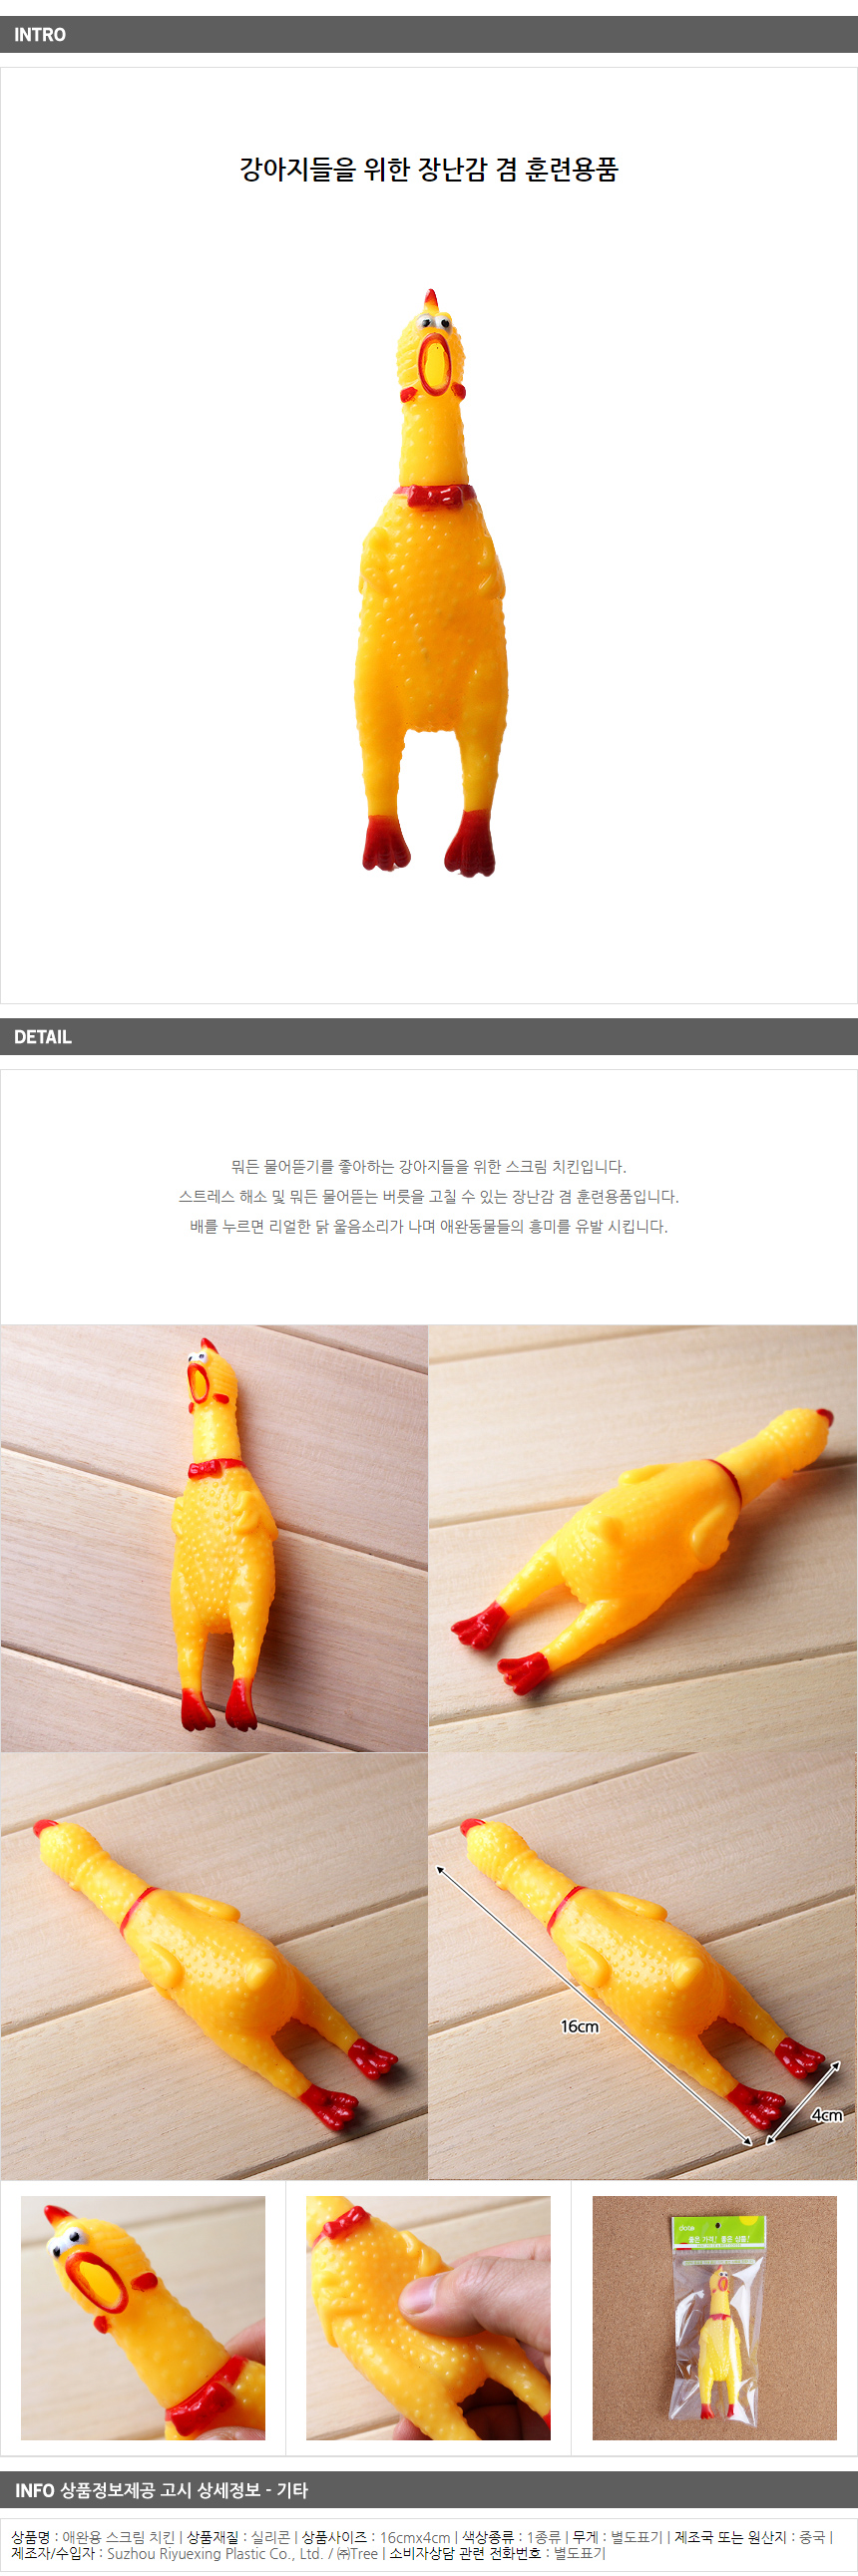 INTRO
강아지들을 위한 장난감 겸 훈련용품
DETAIL
뭐든 물어뜯기를 좋아하는 강아지들을 위한 스크림 치킨입니다.
스트레스 해소 및 뭐든 물어뜯는 버릇을 고칠 수 있는 장난감 겸 훈련용품입니다.
배를 누르면 리얼한 닭 울음소리가 나며 애완동물들의 흥미를 유발 시킵니다.
16cm
4cm
좋은 가격! 좋은 상품!
INFO 상품정보제공 고시 상세정보 - 기타
상품명 : 애완용 스크림 치킨 | 상품재질 : 실리콘 | 상품사이즈 : 16cmx4cm | 색상종류 : 1종류 | 무게 : 별도표기 | 제조국 또는 원산지 : 중국 |
제조자/수입자 : Suzhou Riyuexing Plastic Co., Ltd. / ㈜Tree | 소비자상담 관련 전화번호 : 별도표기